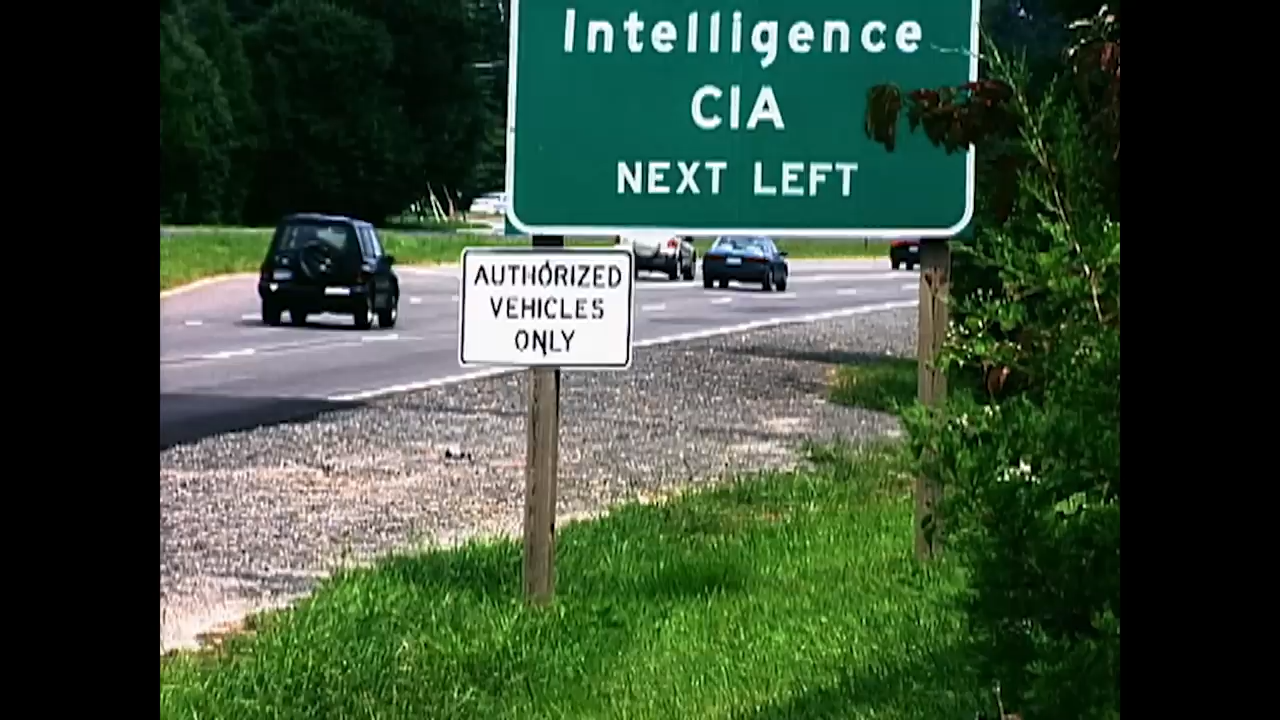 Intelligence
CIA
NEXT LEFT
AUTHORIZED
VEHICLES
ONLY